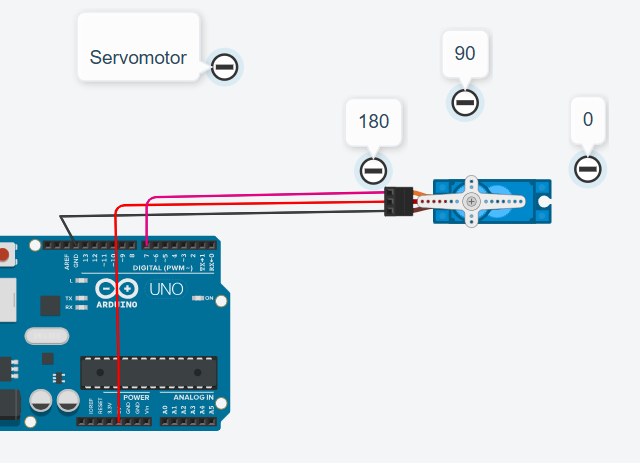 Servomotor
90
180
0
AREF
GND
13
12
~11
~10
~9
8
7
~6
~5
4
~3
2
TX→1
RX←0
DIGITAL (PWM~)
L
TX
RX
ARDUINO
UNO
ON
POWER
ANALOG IN
IOREF
RESET
3.3V
GND
GND
Vin
A0
A1
A2
A3
A4
A5